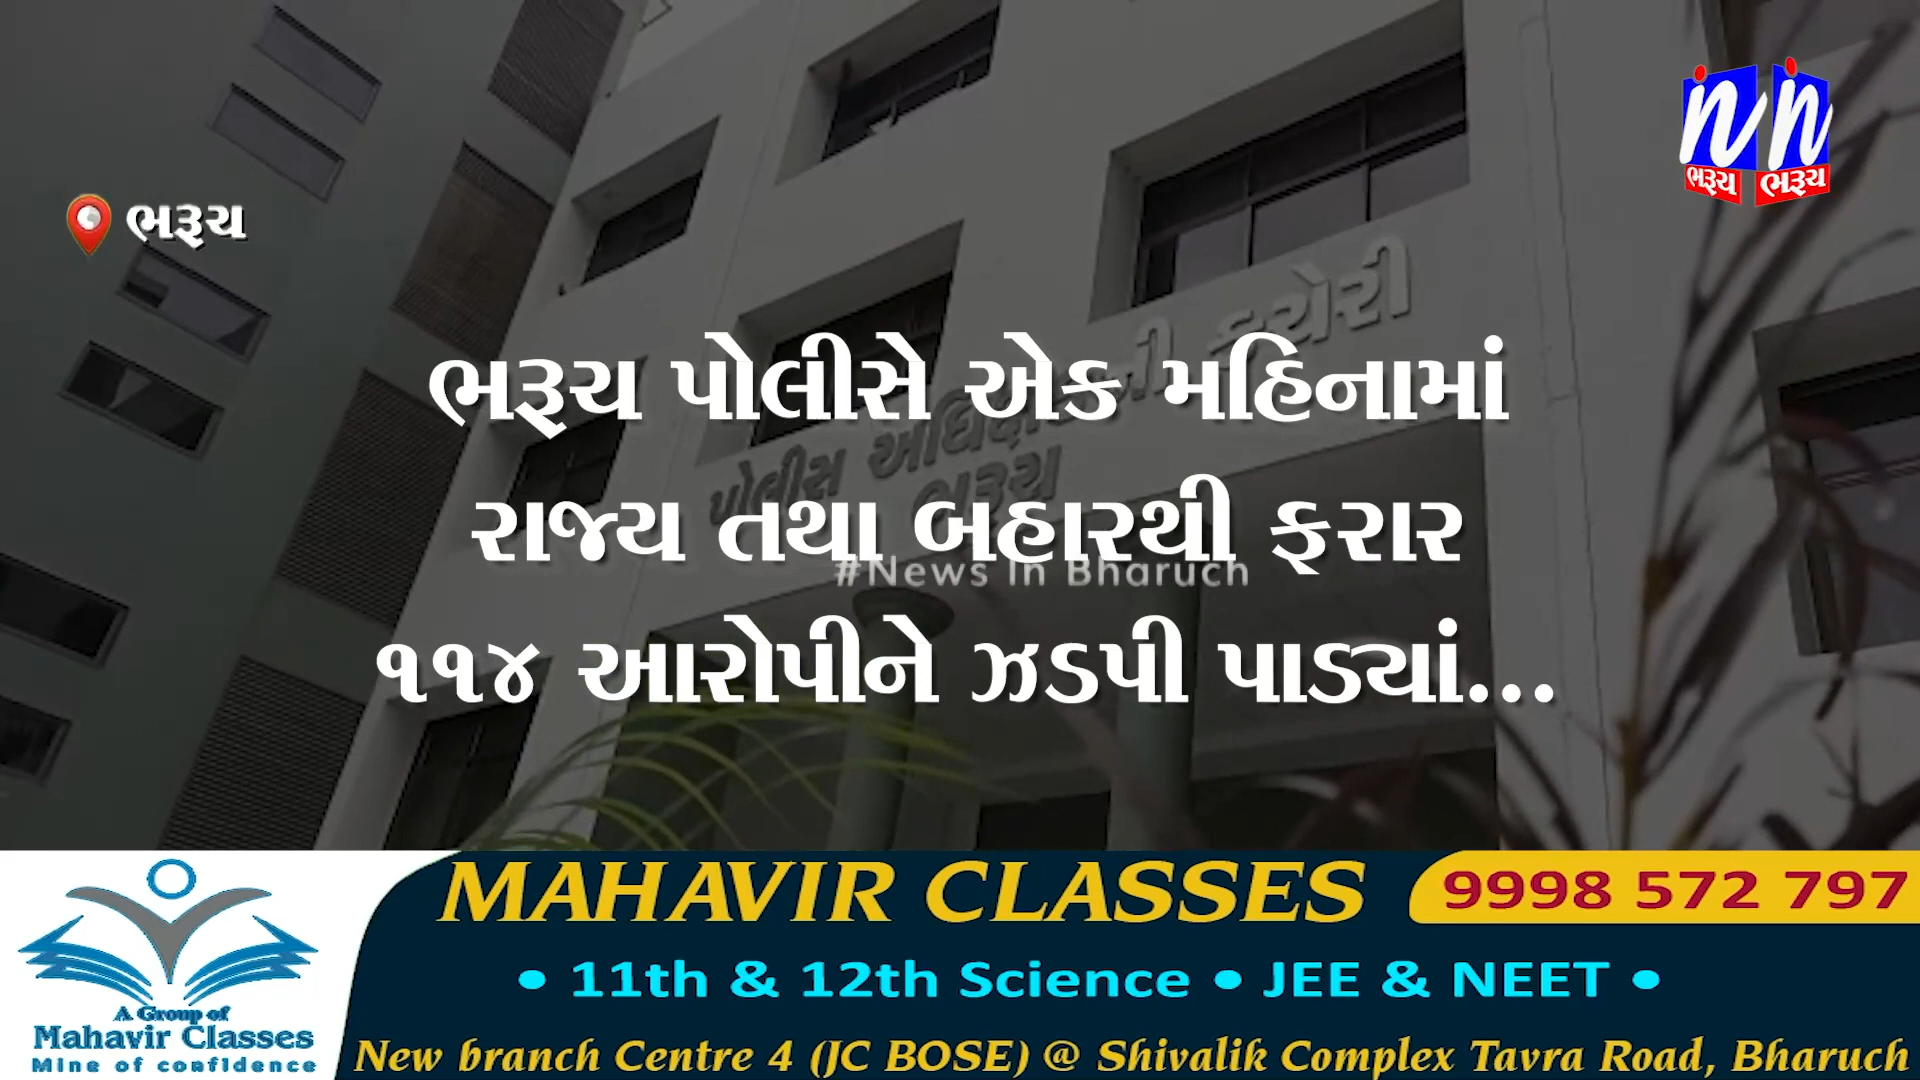 ભરૂચ
ભરૂચ ભરૂચ
કચેરી
ભરૂચ પોલીસે એક મહિનામાં
પોલીસ
ભરૂચ
રાજ્ય તથા બહારથી ફરાર
#News In Bharuch
૧૧૪ આરોપીને ઝડપી પાડ્યાં...
MAHAVIR CLASSES
9998 572 797
• 11th & 12th Science • JEE & NEET •
A Group of
Mahavir Classes
Mine of confidence
New branch Centre 4 (JC BOSE) @ Shivalik Complex Tavra Road, Bharuch